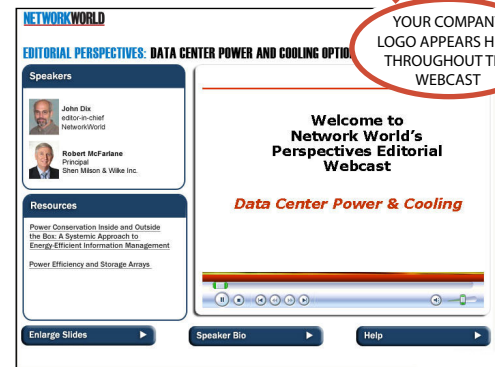 NETWORKWORLD
YOUR COMPAN
LOGO APPEARS H
THROUGHOUT T
WEBCAST
EDITORIAL PERSPECTIVES: DATA CENTER POWER AND COOLING OPTIO
Speakers
John Dix
editor-in-chief
NetworkWorld
Robert McFarlane
Principal
Shen Milson & Wilke Inc.
Resources
Power Conservation Inside and Outside
the Box: A Systemic Approach to
Energy-Efficient Information Management
Power Efficiency and Storage Arrays
Welcome to
Network World's
Perspectives Editorial
Webcast
Data Center Power & Cooling
Enlarge Slides
Speaker Bio
Help